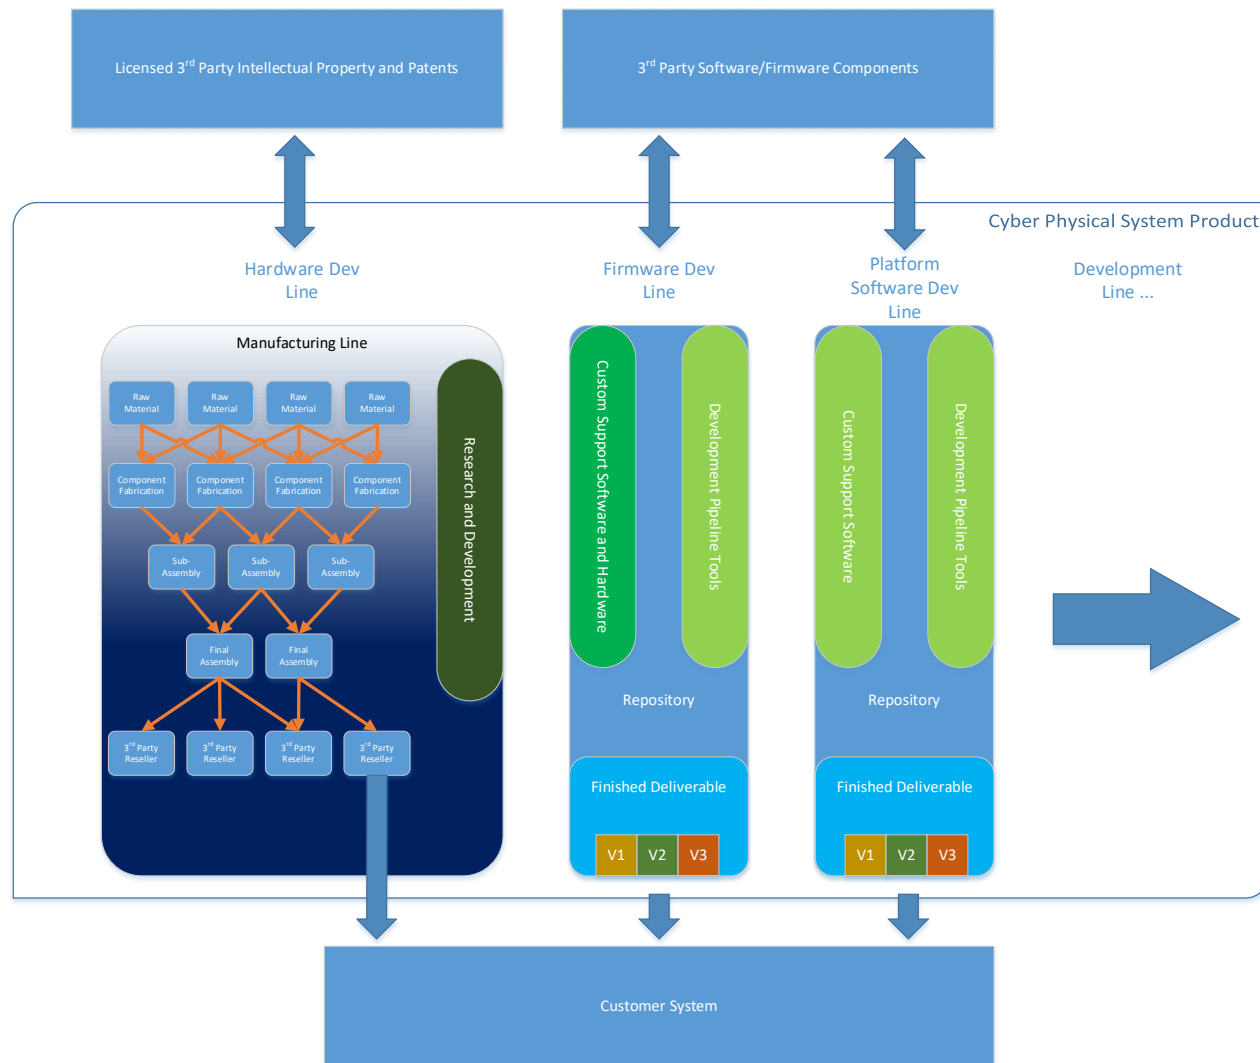 Licensed 3rd Party Intellectual Property and Patents
3rd Party Software/Firmware Components
Cyber Physical System Product
Hardware Dev
Line
Firmware Dev
Line
Platform
Software Dev
Line
Development
Line ...
Manufacturing Line
Raw
Material
Raw
Material
Raw
Material
Raw
Material
Component
Fabrication
Component
Fabrication
Component
Fabrication
Component
Fabrication
Sub-
Assembly
Sub-
Assembly
Sub-
Assembly
Final
Assembly
Final
Assembly
3rd Party
Reseller
3rd Party
Reseller
3rd Party
Reseller
3rd Party
Reseller
Research and Development
Custom Support Software and Hardware
Development Pipeline Tools
Repository
Finished Deliverable
V1 V2 V3
Custom Support Software
Development Pipeline Tools
Repository
Finished Deliverable
V1 V2 V3
Customer System